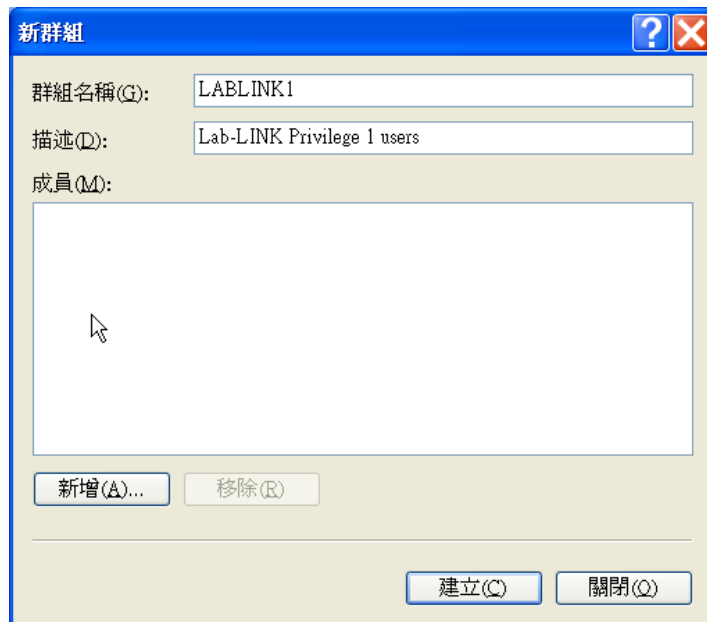 新群組
群組名稱(G): LABLINK1
描述(D): Lab-LINK Privilege 1 users
成員(M):
新增(A)... 移除(R)
建立(C) 關閉(O)